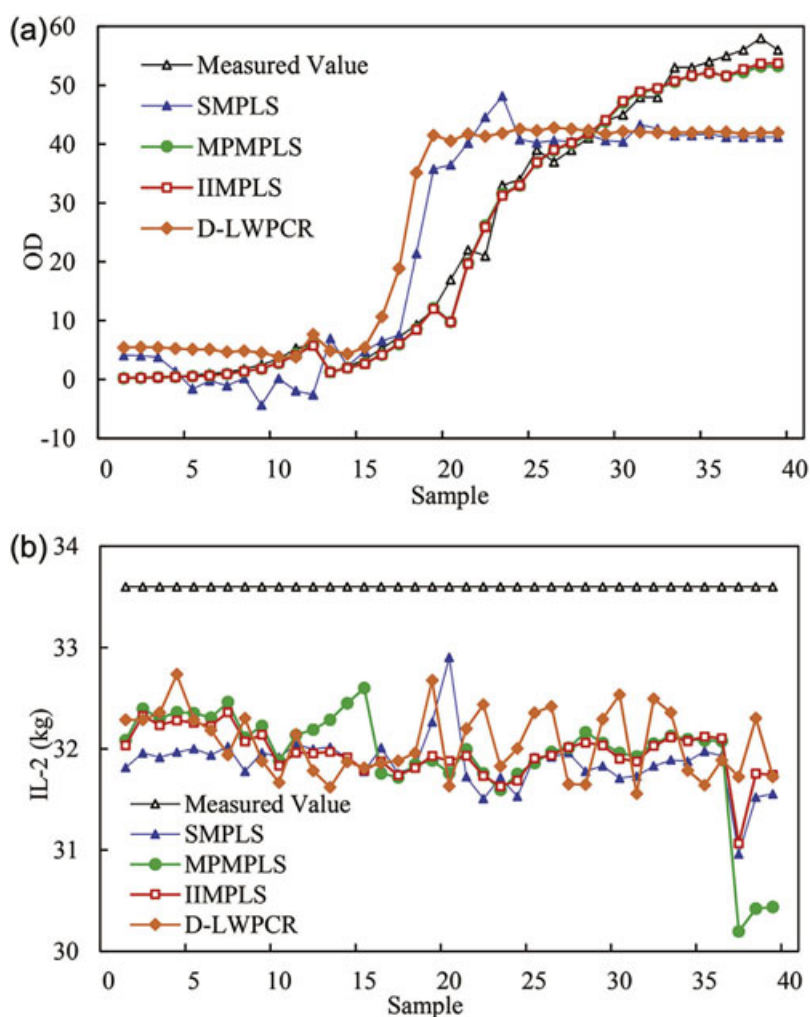 (a)
60
50
40
30
20
10
0
-10
OD
Measured Value
SMPLS
MPMPLS
IIMPLS
D-LWPCR
0 5 10 15 20 25 30 35 40
Sample
(b)
34
33
32
31
30
IL-2 (kg)
Measured Value
SMPLS
MPMPLS
IIMPLS
D-LWPCR
0 5 10 15 20 25 30 35 40
Sample